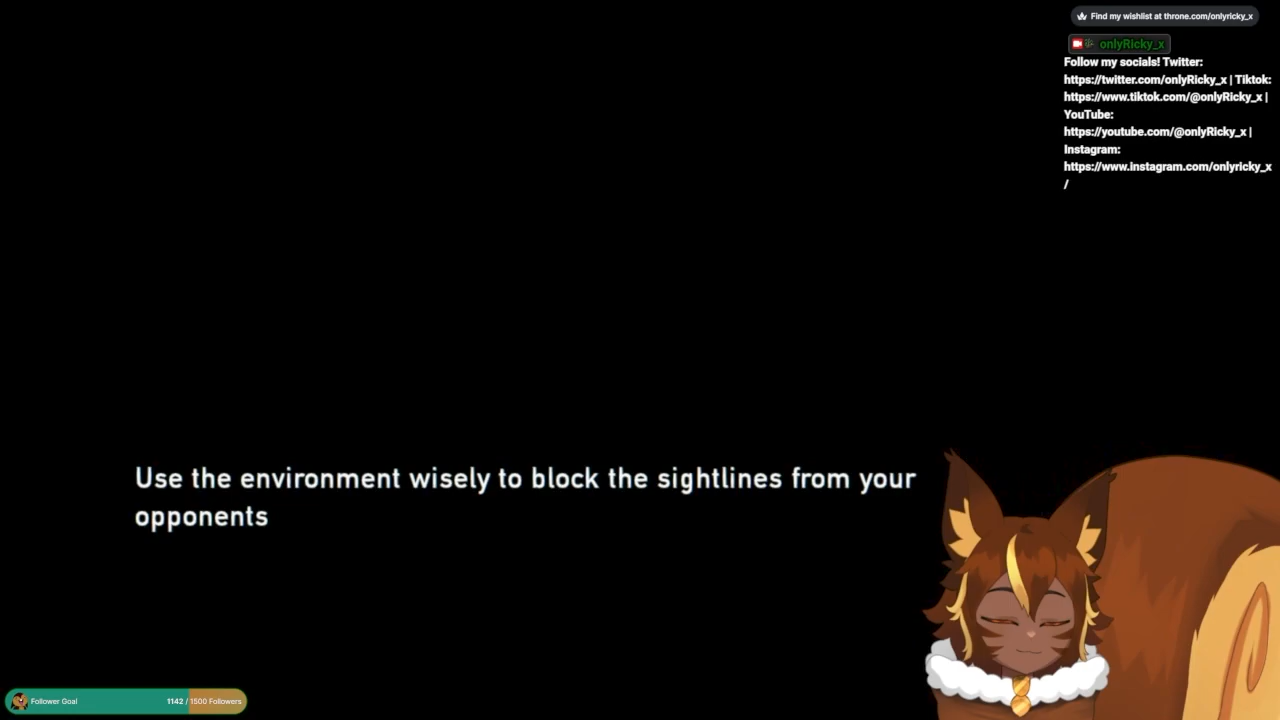 Find my wishlist at throne.com/onlyricky_x
onlyRicky_x
Follow my socials! Twitter:
https://twitter.com/onlyRicky_x | Tiktok:
https://www.tiktok.com/@onlyRicky_x |
YouTube:
https://youtube.com/@onlyRicky_x |
Instagram:
https://www.instagram.com/onlyricky_x
/
Use the environment wisely to block the sightlines from your
opponents
Follower Goal 1142 / 1500 Followers